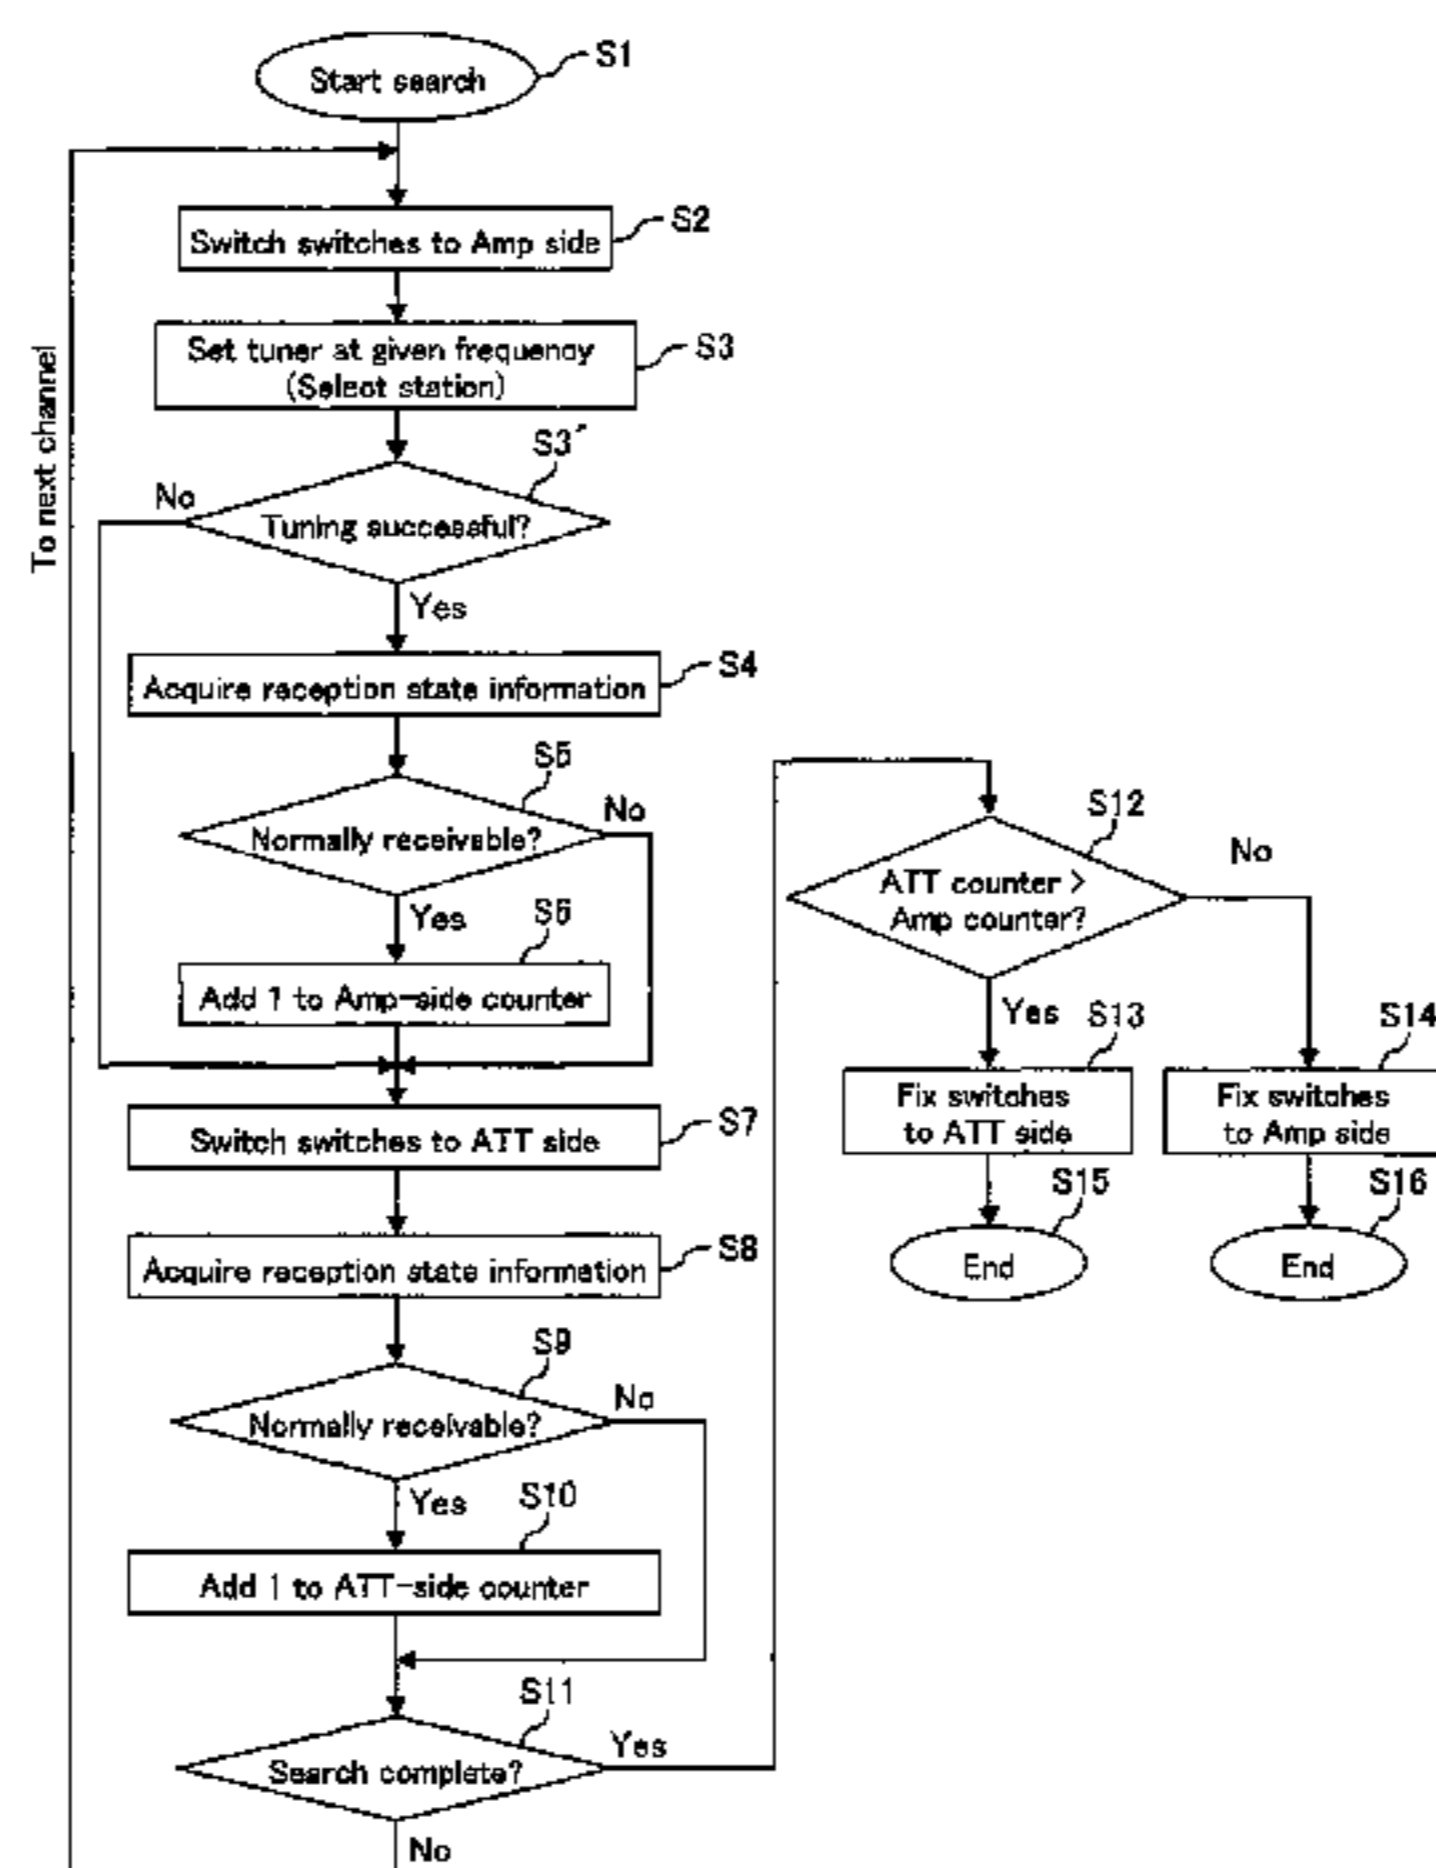 Start search
S1
To next channel
Switch switches to Amp side
S2
Set tuner at given frequency
(Select station)
S3
S3´
No
Tuning successful?
Yes
Acquire reception state information
S4
S5
Normally receivable?
No
Yes
S6
Add 1 to Amp-side counter
Switch switches to ATT side
S7
Acquire reception state information
S8
S9
Normally receivable?
No
Yes
S10
Add 1 to ATT-side counter
S11
Search complete?
Yes
No
S12
ATT counter >
Amp counter?
No
Yes
S13
Fix switches
to ATT side
S14
Fix switches
to Amp side
S15
End
S16
End